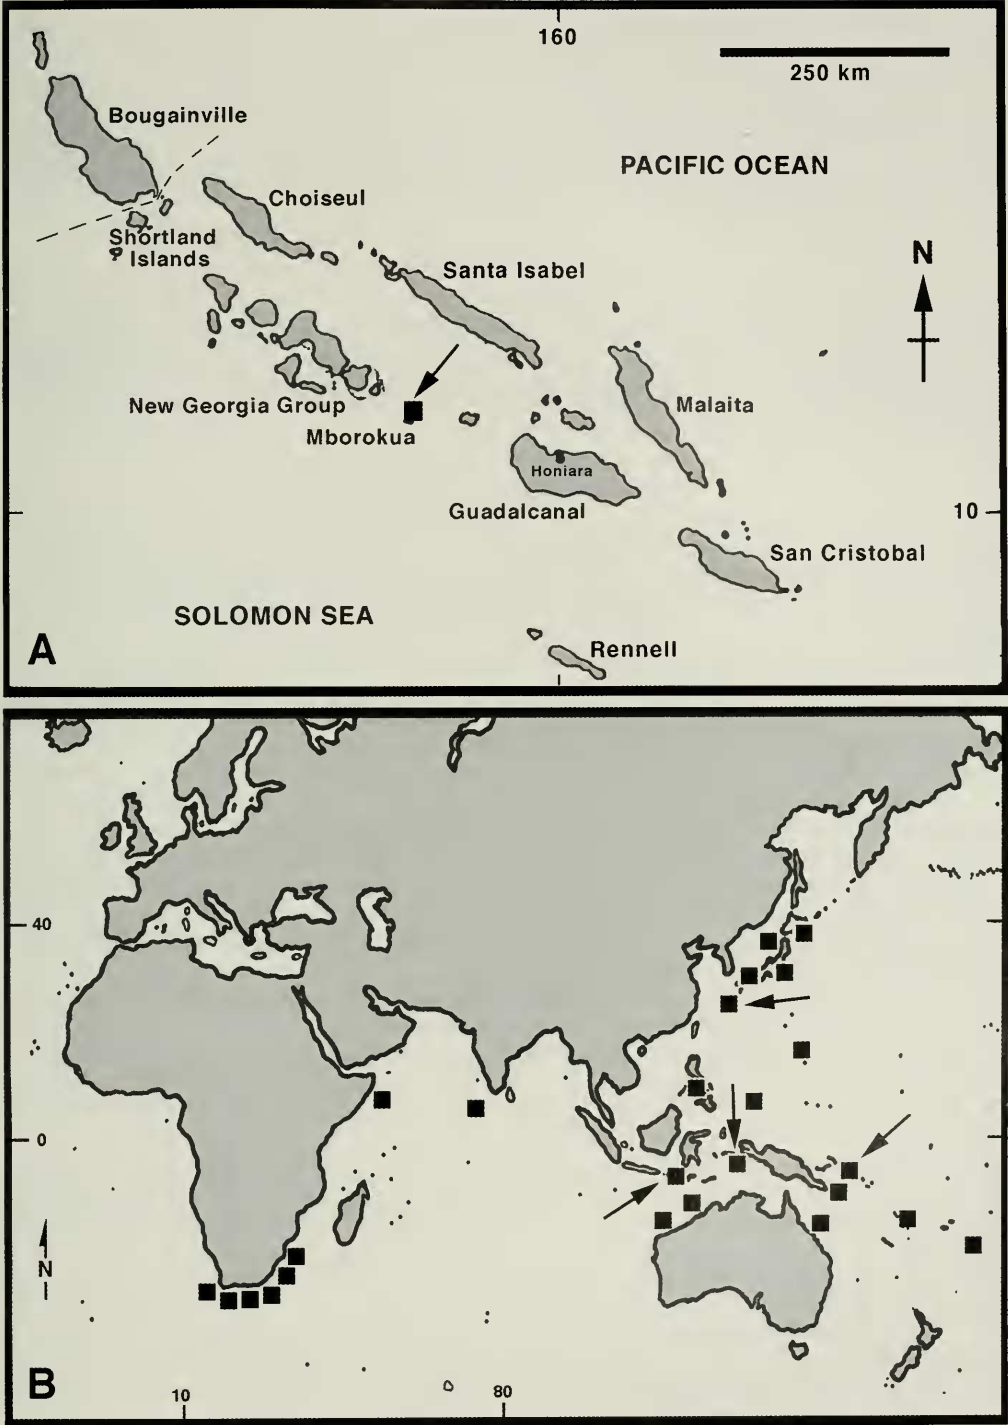 160
250 km
Bougainville
PACIFIC OCEAN
Choiseul
Shortland
Islands
N
Santa Isabel
New Georgia Group
Malaita
Mborokua
Honiara
Guadalcanal
10
San Cristobal
SOLOMON SEA
A
Rennell
40
0
N
B
10
80